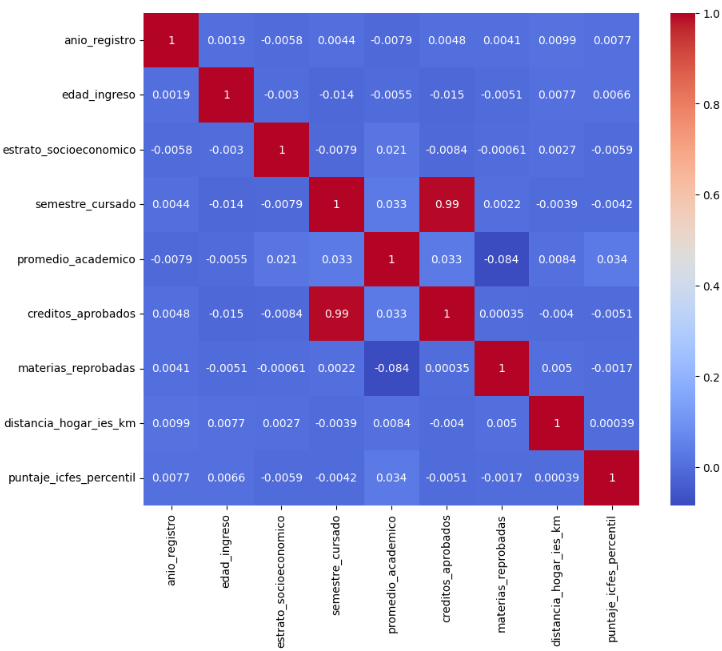 anio_registro 1 0.0019 -0.0058 0.0044 -0.0079 0.0048 0.0041 0.0099 0.0077
edad_ingreso 0.0019 1 -0.003 -0.014 -0.0055 -0.015 -0.0051 0.0077 0.0066
estrato_socioeconomico -0.0058 -0.003 1 -0.0079 0.021 -0.0084 -0.00061 0.0027 -0.0059
semestre_cursado 0.0044 -0.014 -0.0079 1 0.033 0.99 0.0022 -0.0039 -0.0042
promedio_academico -0.0079 -0.0055 0.021 0.033 1 0.033 -0.084 0.0084 0.034
creditos_aprobados 0.0048 -0.015 -0.0084 0.99 0.033 1 0.00035 -0.004 -0.0051
materias_reprobadas 0.0041 -0.0051 -0.00061 0.0022 -0.084 0.00035 1 0.005 -0.0017
distancia_hogar_ies_km 0.0099 0.0077 0.0027 -0.0039 0.0084 -0.004 0.005 1 0.00039
puntaje_icfes_percentil 0.0077 0.0066 -0.0059 -0.0042 0.034 -0.0051 -0.0017 0.00039 1
anio_registro
edad_ingreso
estrato_socioeconomico
semestre_cursado
promedio_academico
creditos_aprobados
materias_reprobadas
distancia_hogar_ies_km
puntaje_icfes_percentil
1.0
0.8
0.6
0.4
0.2
0.0